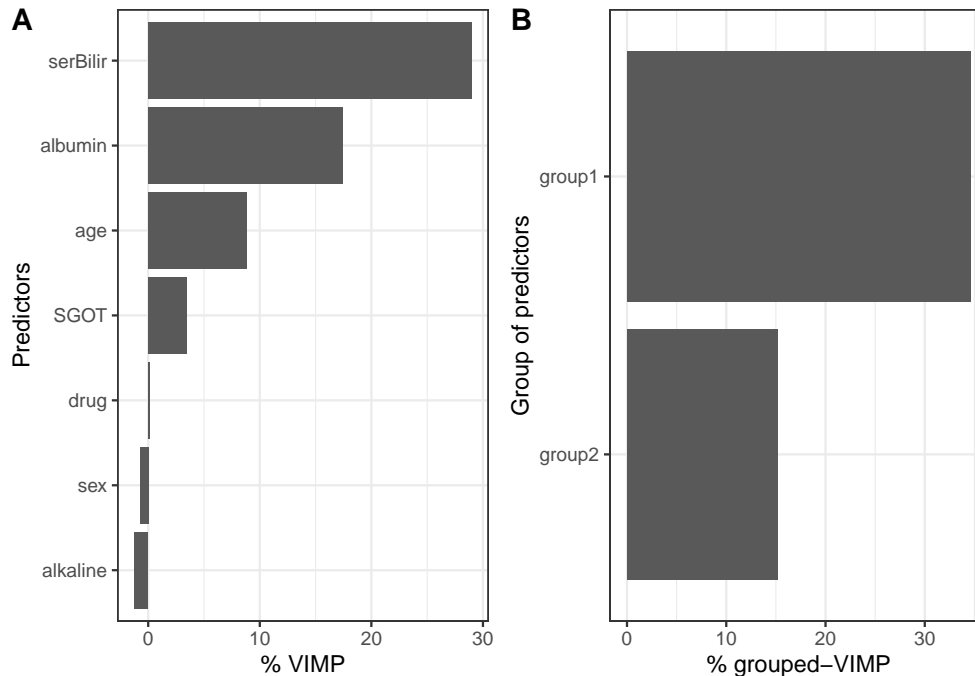 A
Predictors
serBilir
albumin
age
SGOT
drug
sex
alkaline
0 10 20 30
% VIMP
B
Group of predictors
group1
group2
0 10 20 30
% grouped−VIMP